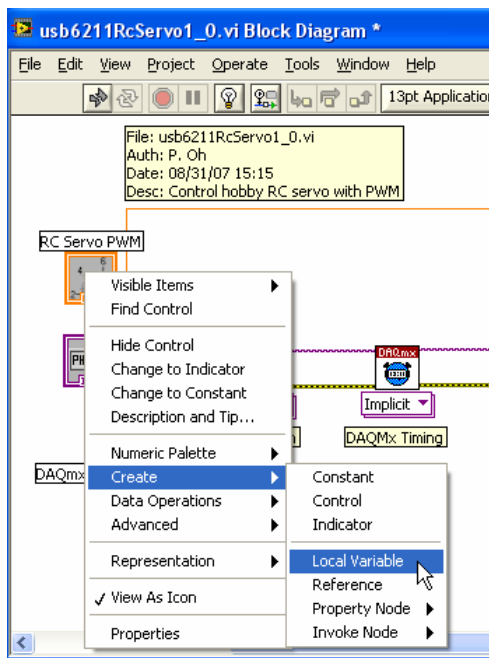 usb6211RcServo1_0.vi Block Diagram *
File Edit View Project Operate Tools Window Help
13pt Application
File: usb6211RcServo1_0.vi
Auth: P. Oh
Date: 08/31/07 15:15
Desc: Control hobby RC servo with PWM
RC Servo PWM
Visible Items
Find Control
Hide Control
Change to Indicator
Change to Constant
Description and Tip...
Numeric Palette
Create
Data Operations
Advanced
Representation
✓ View As Icon
Properties
DAQmx
Implicit
DAQMx Timing
DAQmx
Constant
Control
Indicator
Local Variable
Reference
Property Node
Invoke Node